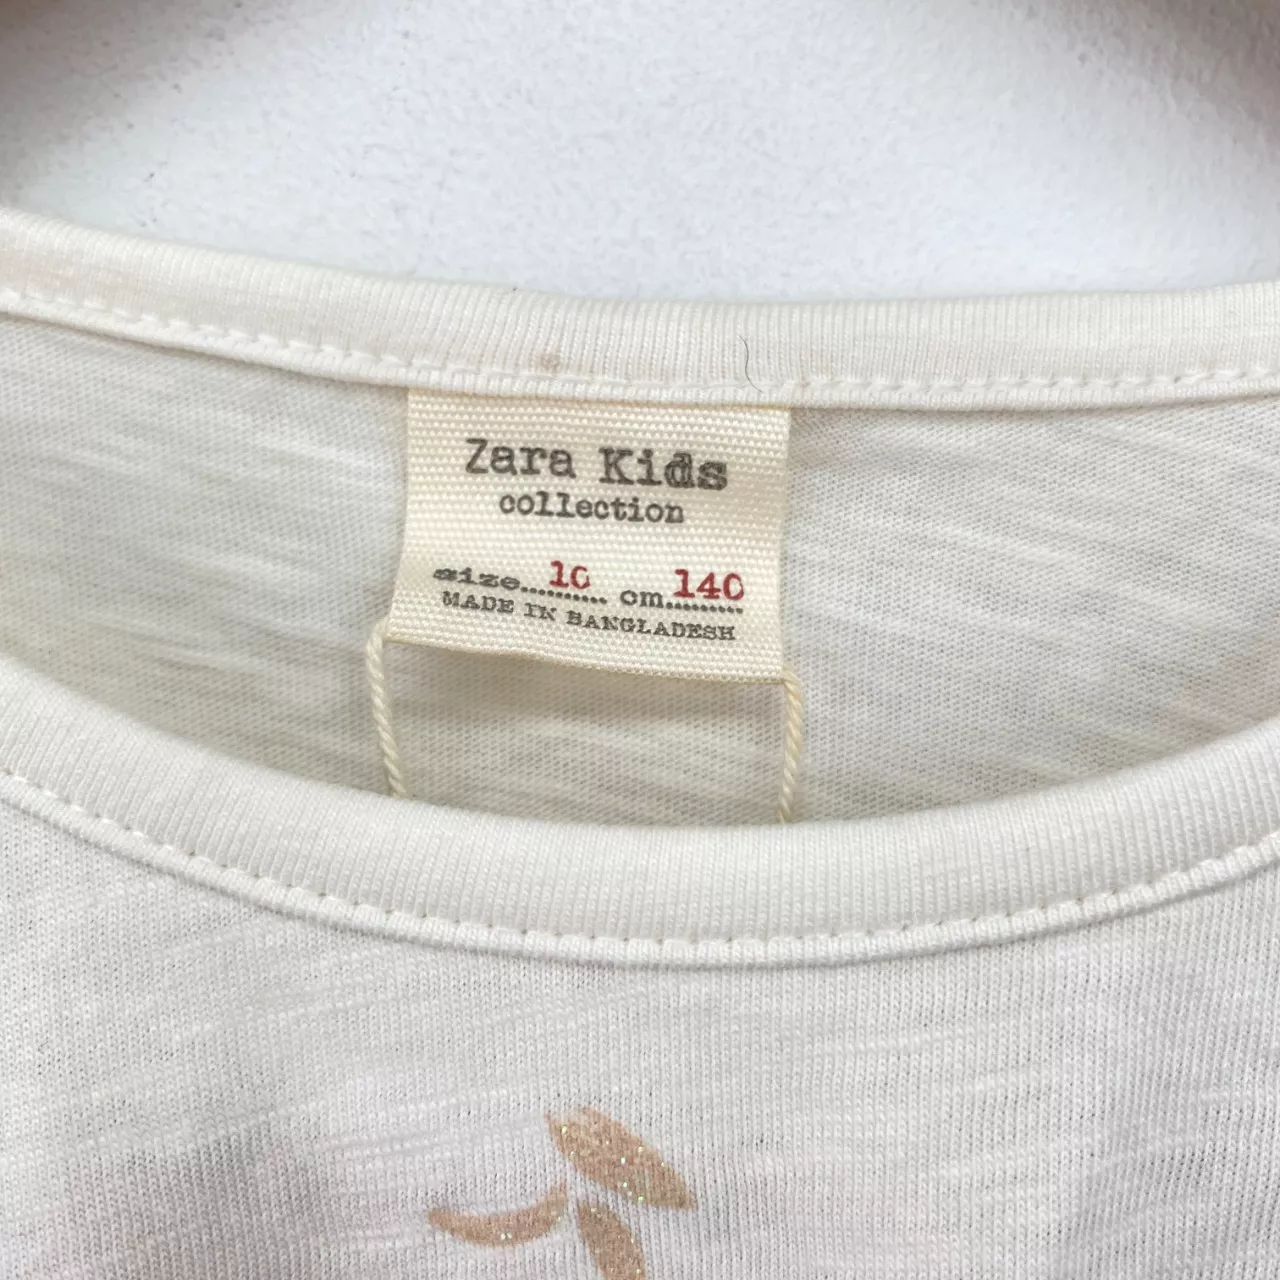 Zara Kids
collection
size..........10 cm..........140
MADE IN BANGLADESH